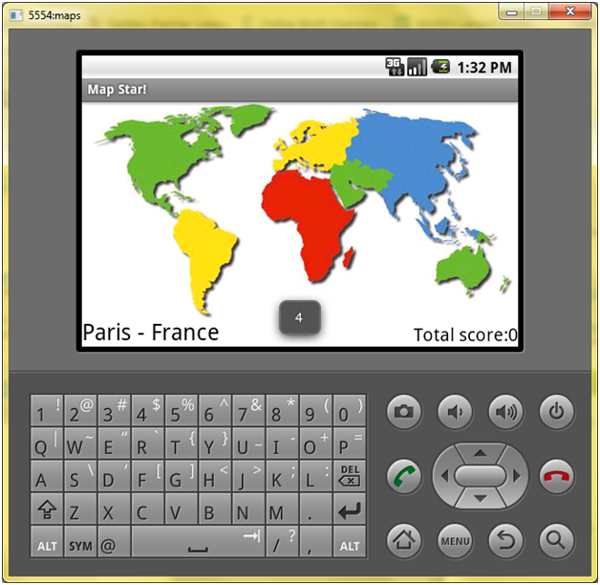 5554:maps
3G 1:32 PM
Map Star!
4
Paris - France Total score:0
1 ! 2 @ 3 # 4 $ 5 % 6 ^ 7 & 8 * 9 ( 0 )
Q | W ~ E " R ` T { Y } U _ I - O + P =
A S \ D ' F [ G ] H < J > K ; L : DEL
Z X C V B N M .
ALT SYM @ / ? , ALT
MENU